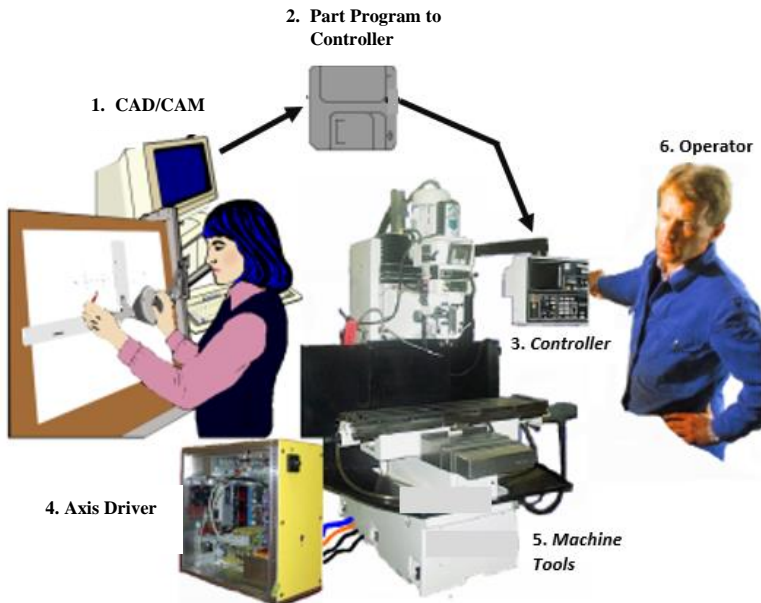 2. Part Program to
Controller
1. CAD/CAM
6. Operator
3. Controller
4. Axis Driver
5. Machine
Tools